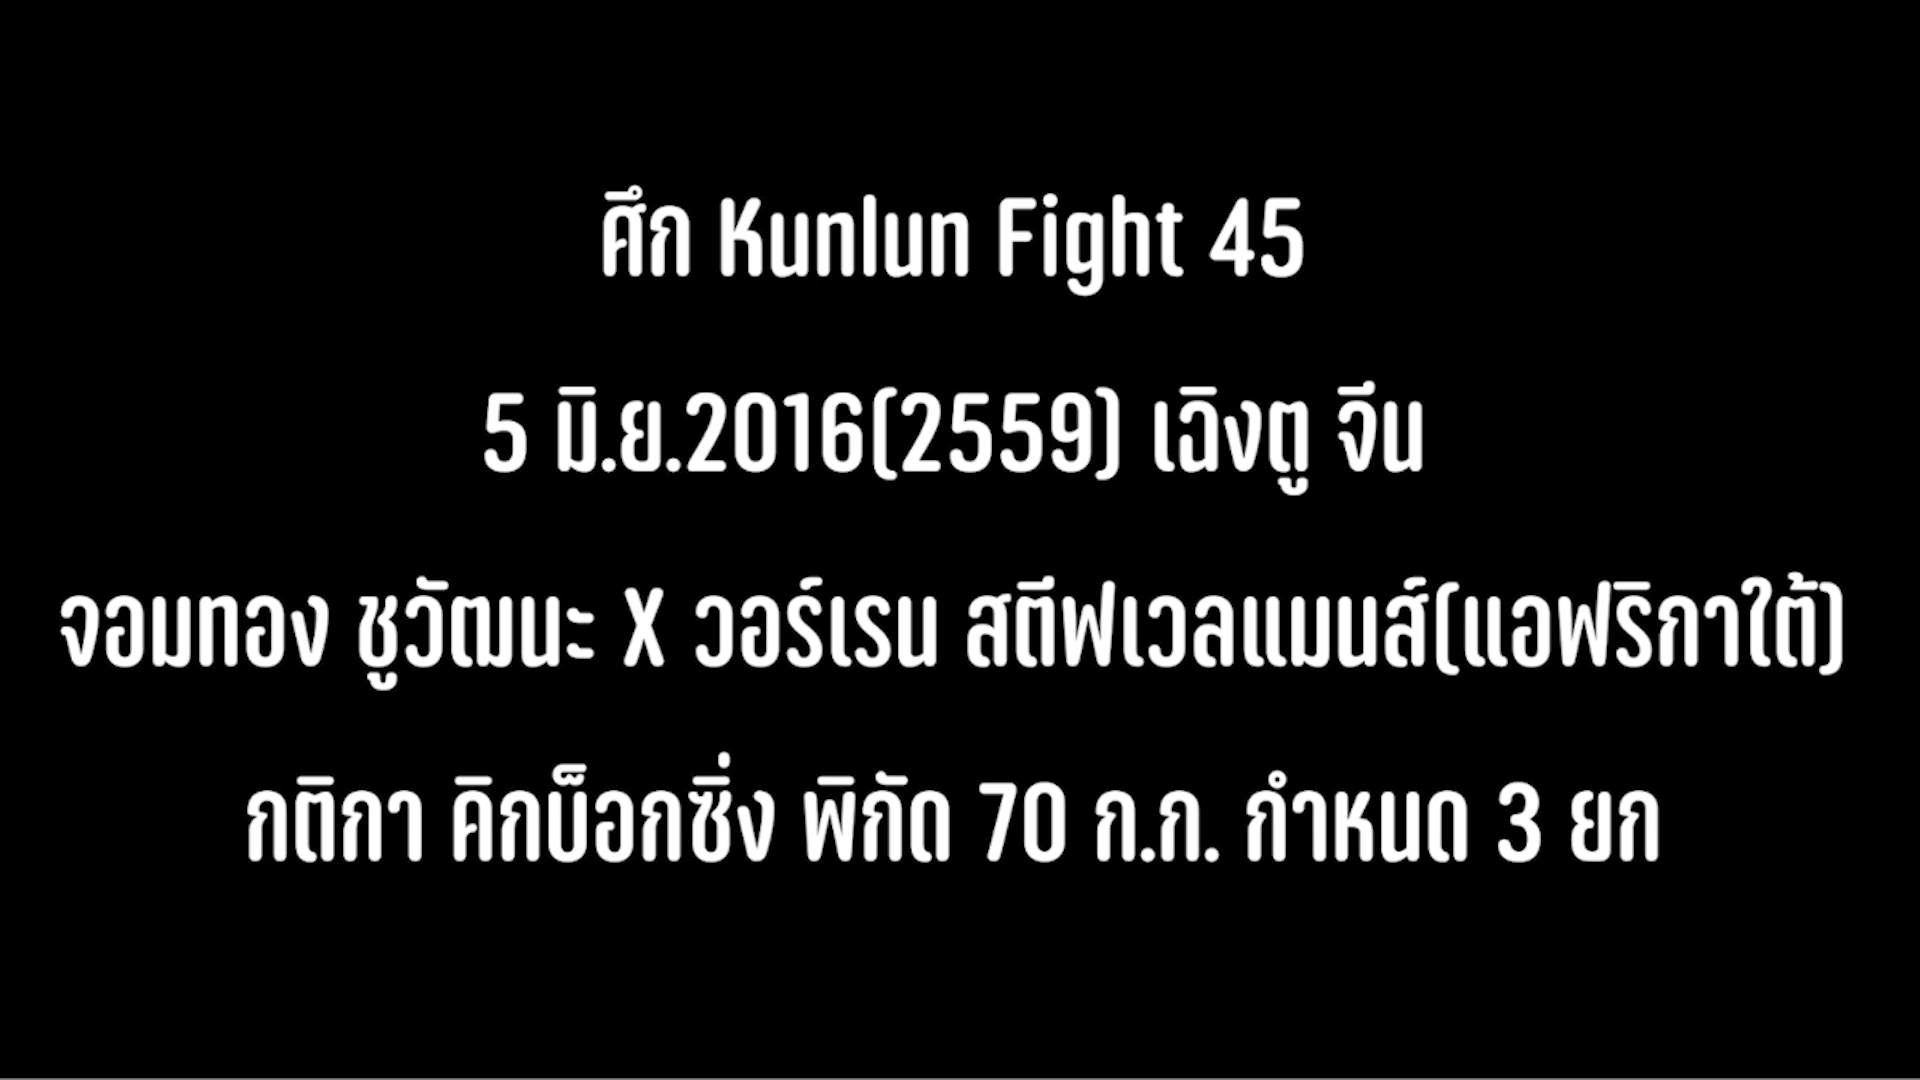 ศึก Kunlun Fight 45
5 มิ.ย.2016(2559) เฉิงตู จีน
จอมทอง ชูวัฒนะ X วอร์เรน สตีฟเวลแมนส์(แอฟริกาใต้)
กติกา คิกบ็อกซิ่ง พิกัด 70 ก.ก. กำหนด 3 ยก